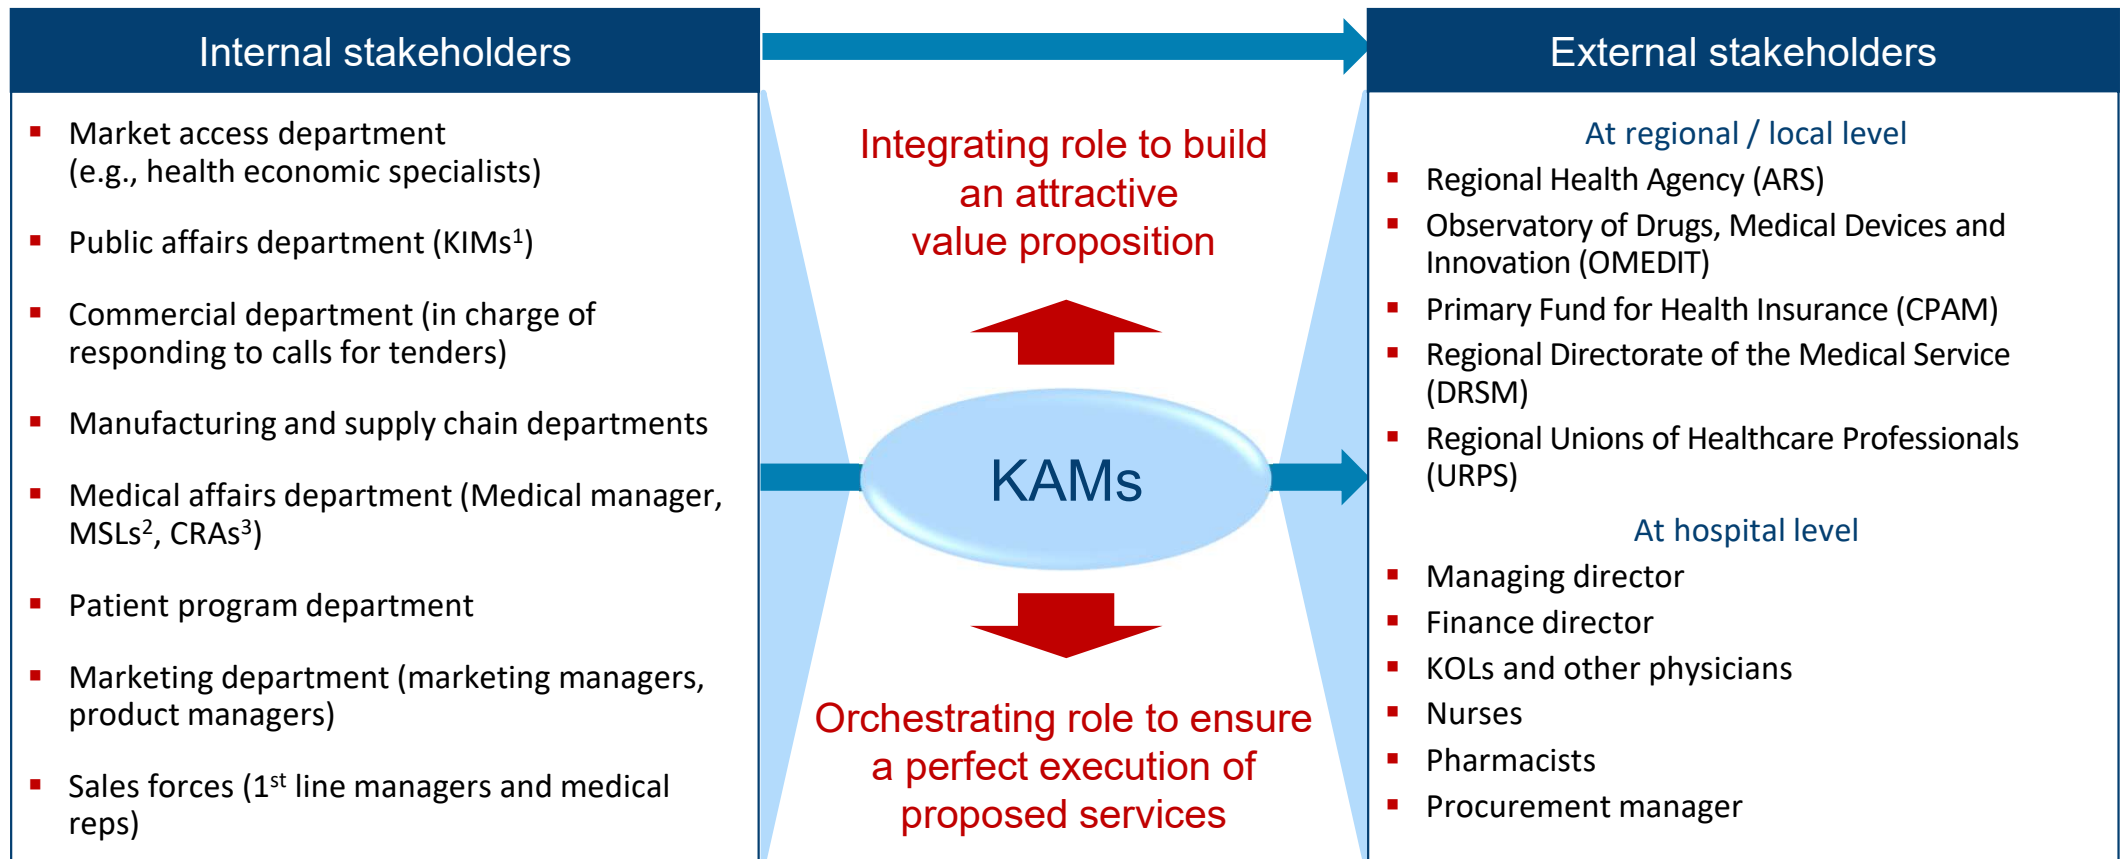 Internal stakeholders
▪ Market access department
(e.g., health economic specialists)
▪ Public affairs department (KIMs¹)
▪ Commercial department (in charge of
responding to calls for tenders)
▪ Manufacturing and supply chain departments
▪ Medical affairs department (Medical manager,
MSLs², CRAs³)
▪ Patient program department
▪ Marketing department (marketing managers,
product managers)
▪ Sales forces (1st line managers and medical
reps)
Integrating role to build
an attractive
value proposition
KAMs
Orchestrating role to ensure
a perfect execution of
proposed services
External stakeholders
At regional / local level
▪ Regional Health Agency (ARS)
▪ Observatory of Drugs, Medical Devices and
Innovation (OMEDIT)
▪ Primary Fund for Health Insurance (CPAM)
▪ Regional Directorate of the Medical Service
(DRSM)
▪ Regional Unions of Healthcare Professionals
(URPS)
At hospital level
▪ Managing director
▪ Finance director
▪ KOLs and other physicians
▪ Nurses
▪ Pharmacists
▪ Procurement manager